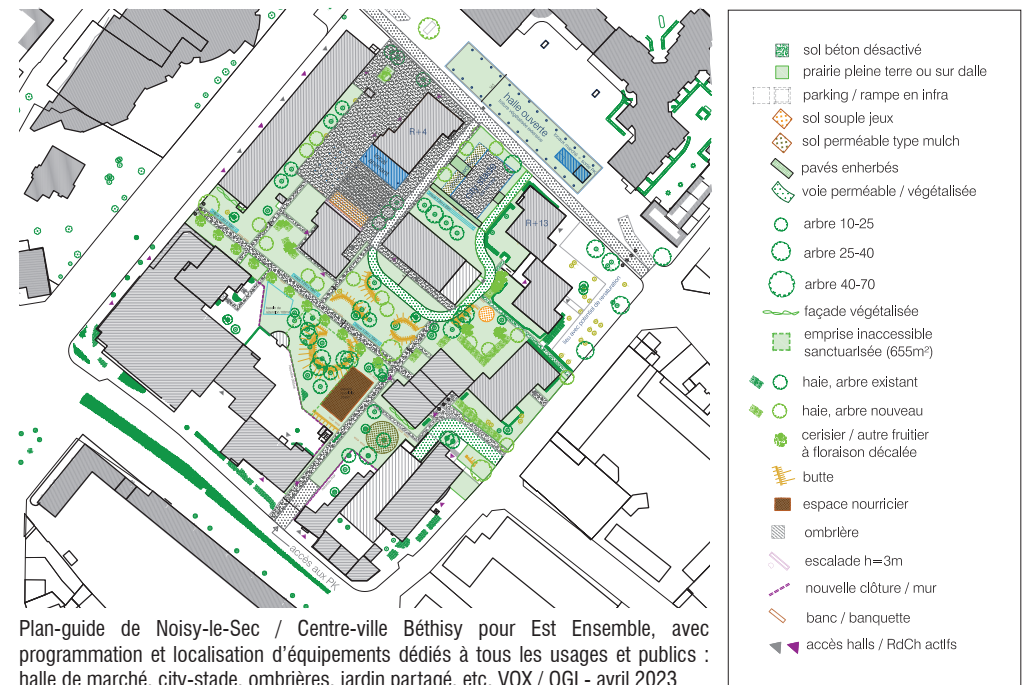 halle ouverte
R+4
R+13
lieu avec potentiel de renaturation
accès aux PK
sol béton désactivé
prairie pleine terre ou sur dalle
parking / rampe en infra
sol souple jeux
sol perméable type mulch
pavés enherbés
voie perméable / végétalisée
arbre 10-25
arbre 25-40
arbre 40-70
façade végétalisée
emprise inaccessible
sanctuarisée (655m²)
haie, arbre existant
haie, arbre nouveau
cerisier / autre fruitier
à floraison décalée
butte
espace nourricier
ombrière
escalade h=3m
nouvelle clôture / mur
banc / banquette
accès halls / RdCh actifs
Plan-guide de Noisy-le-Sec / Centre-ville Béthisy pour Est Ensemble, avec
programmation et localisation d'équipements dédiés à tous les usages et publics :
halle de marché, city-stade, ombrières, jardin partagé, etc. VOX / OGI - avril 2023